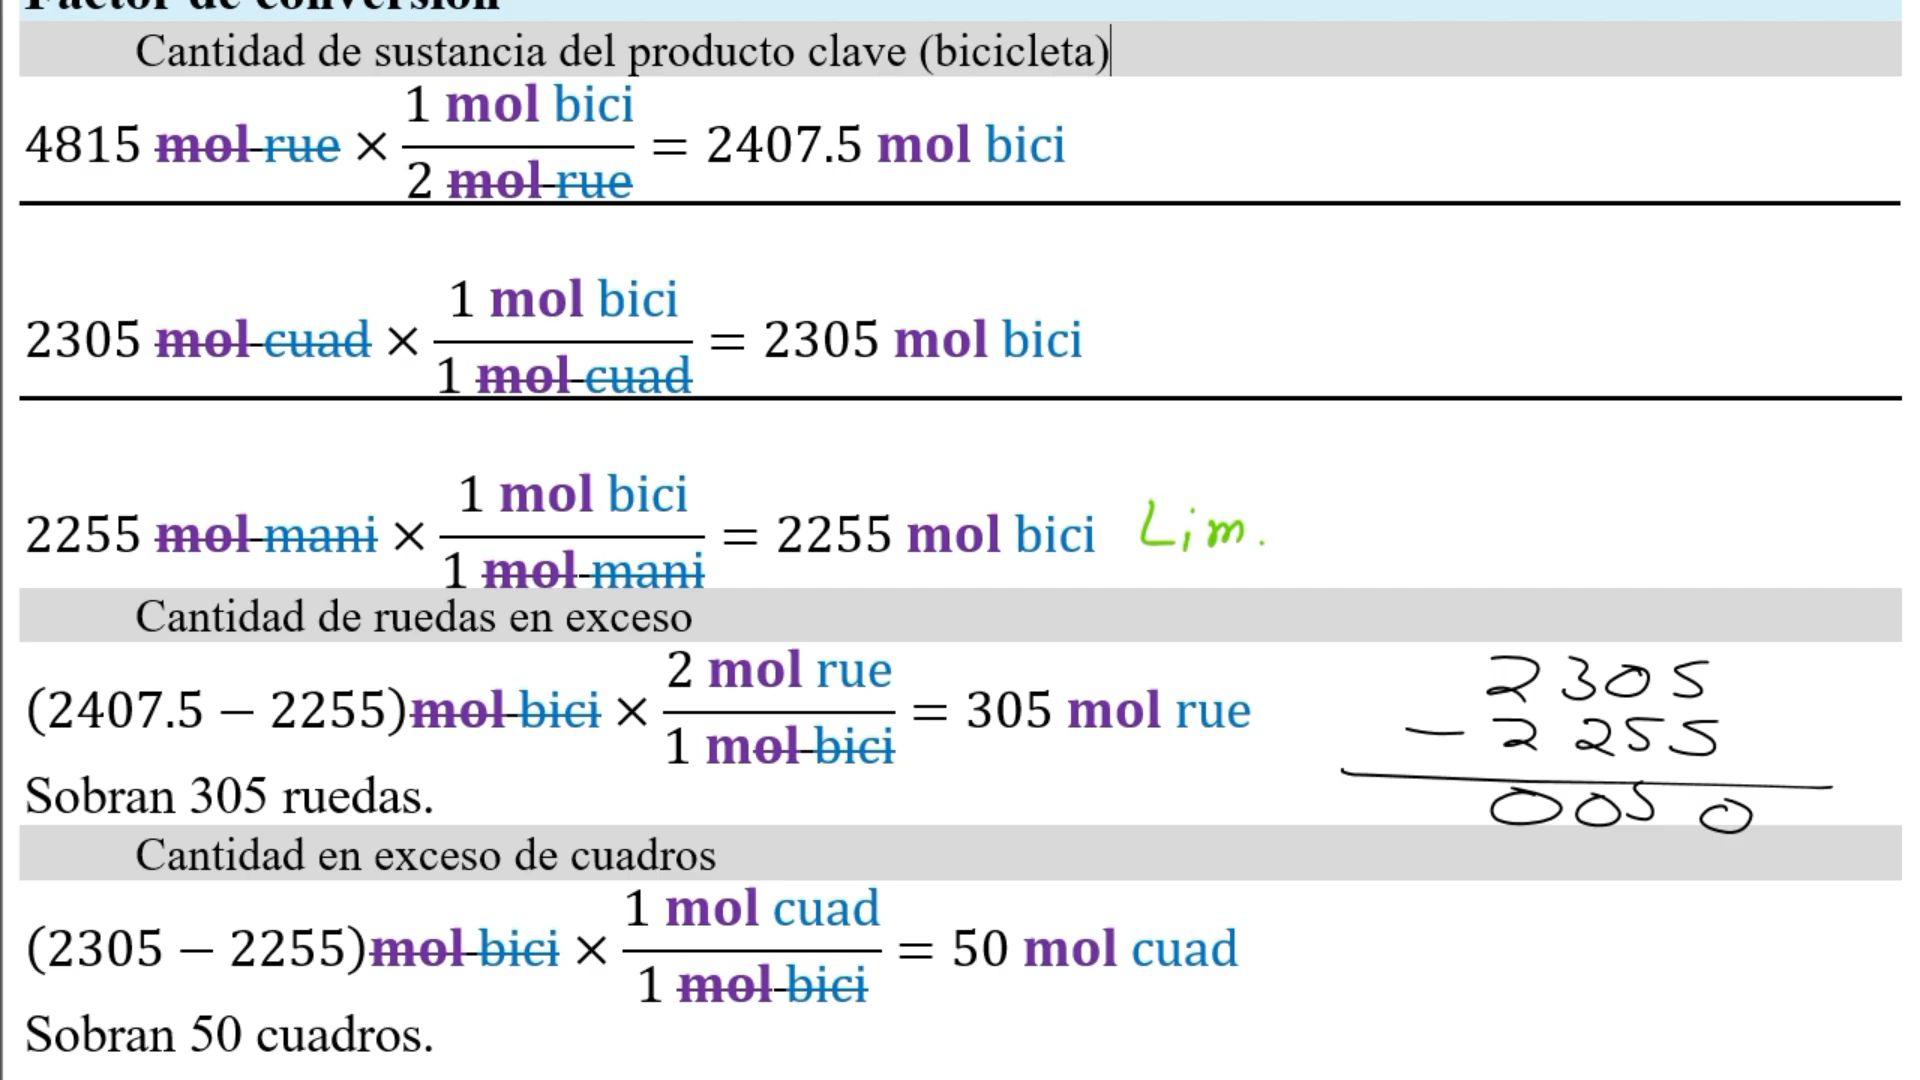 Factor de conversión
Cantidad de sustancia del producto clave (bicicleta)
4815 mol rue × 1 mol bici / 2 mol rue = 2407.5 mol bici
2305 mol cuad × 1 mol bici / 1 mol cuad = 2305 mol bici
2255 mol mani × 1 mol bici / 1 mol mani = 2255 mol bici Lim.
Cantidad de ruedas en exceso
(2407.5 − 2255)mol bici × 2 mol rue / 1 mol bici = 305 mol rue
Sobran 305 ruedas.
2305
− 2255
0050
Cantidad en exceso de cuadros
(2305 − 2255)mol bici × 1 mol cuad / 1 mol bici = 50 mol cuad
Sobran 50 cuadros.